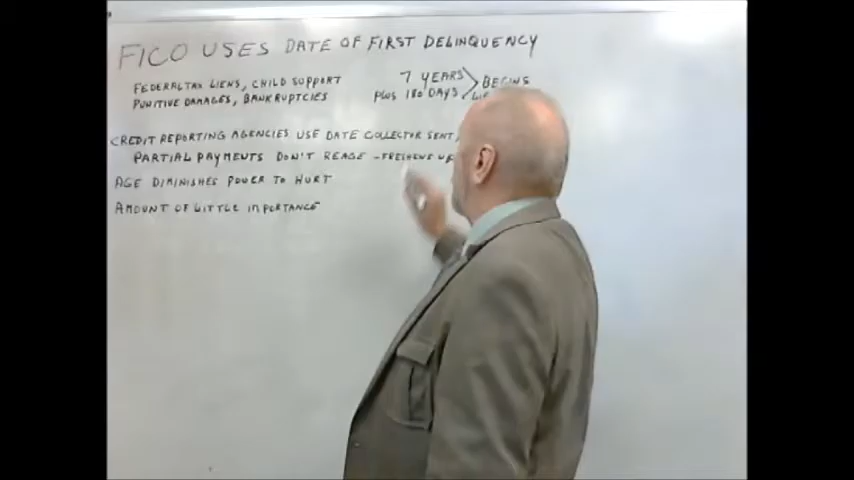 FICO USES DATE OF FIRST DELINQUENCY
FEDERAL TAX LIENS, CHILD SUPPORT
PUNITIVE DAMAGES, BANKRUPTCIES
7 YEARS
PLUS 180 DAYS
BEGINS
CREDIT REPORTING AGENCIES USE DATE COLLECTOR SENT
PARTIAL PAYMENTS DON'T REAGE - FRESHENS UP
AGE DIMINISHES POWER TO HURT
AMOUNT OF LITTLE IMPORTANCE